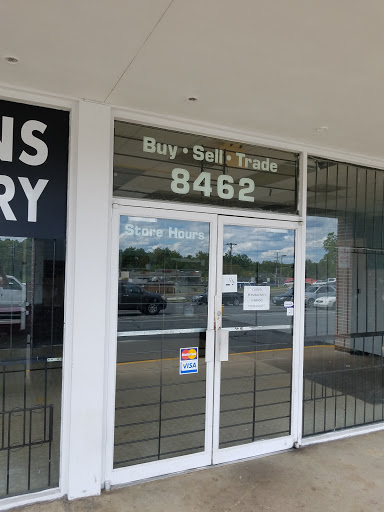 NS
RY
Buy • Sell • Trade
8462
Store Hours
MasterCard
VISA